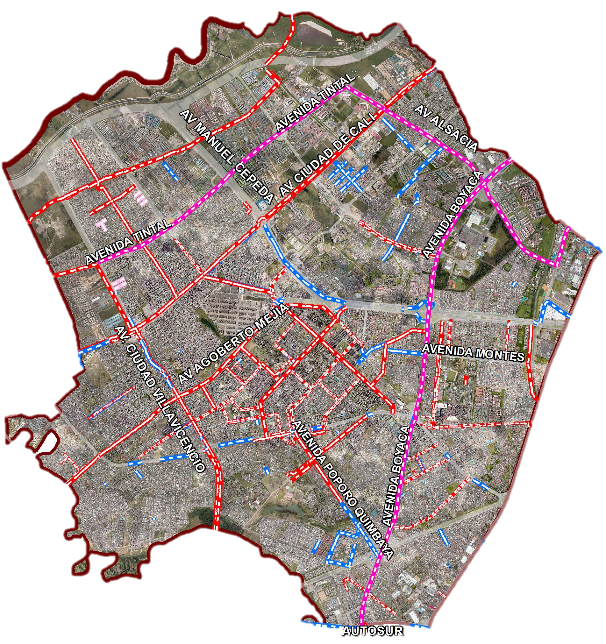 AVENIDA TINTAL
AV MANUEL CEPEDA
AV CIUDAD DE CALI
AV ALSACIA
AVENIDA BOYACA
AVENIDA TINTAL
AV AGOBERTO MEJIA
AV. CIUDAD VILLAVICENCIO
AVENIDA MONTES
AVENIDA POPORO QUIMBAYA
AVENIDA BOYACA
AUTOSUR